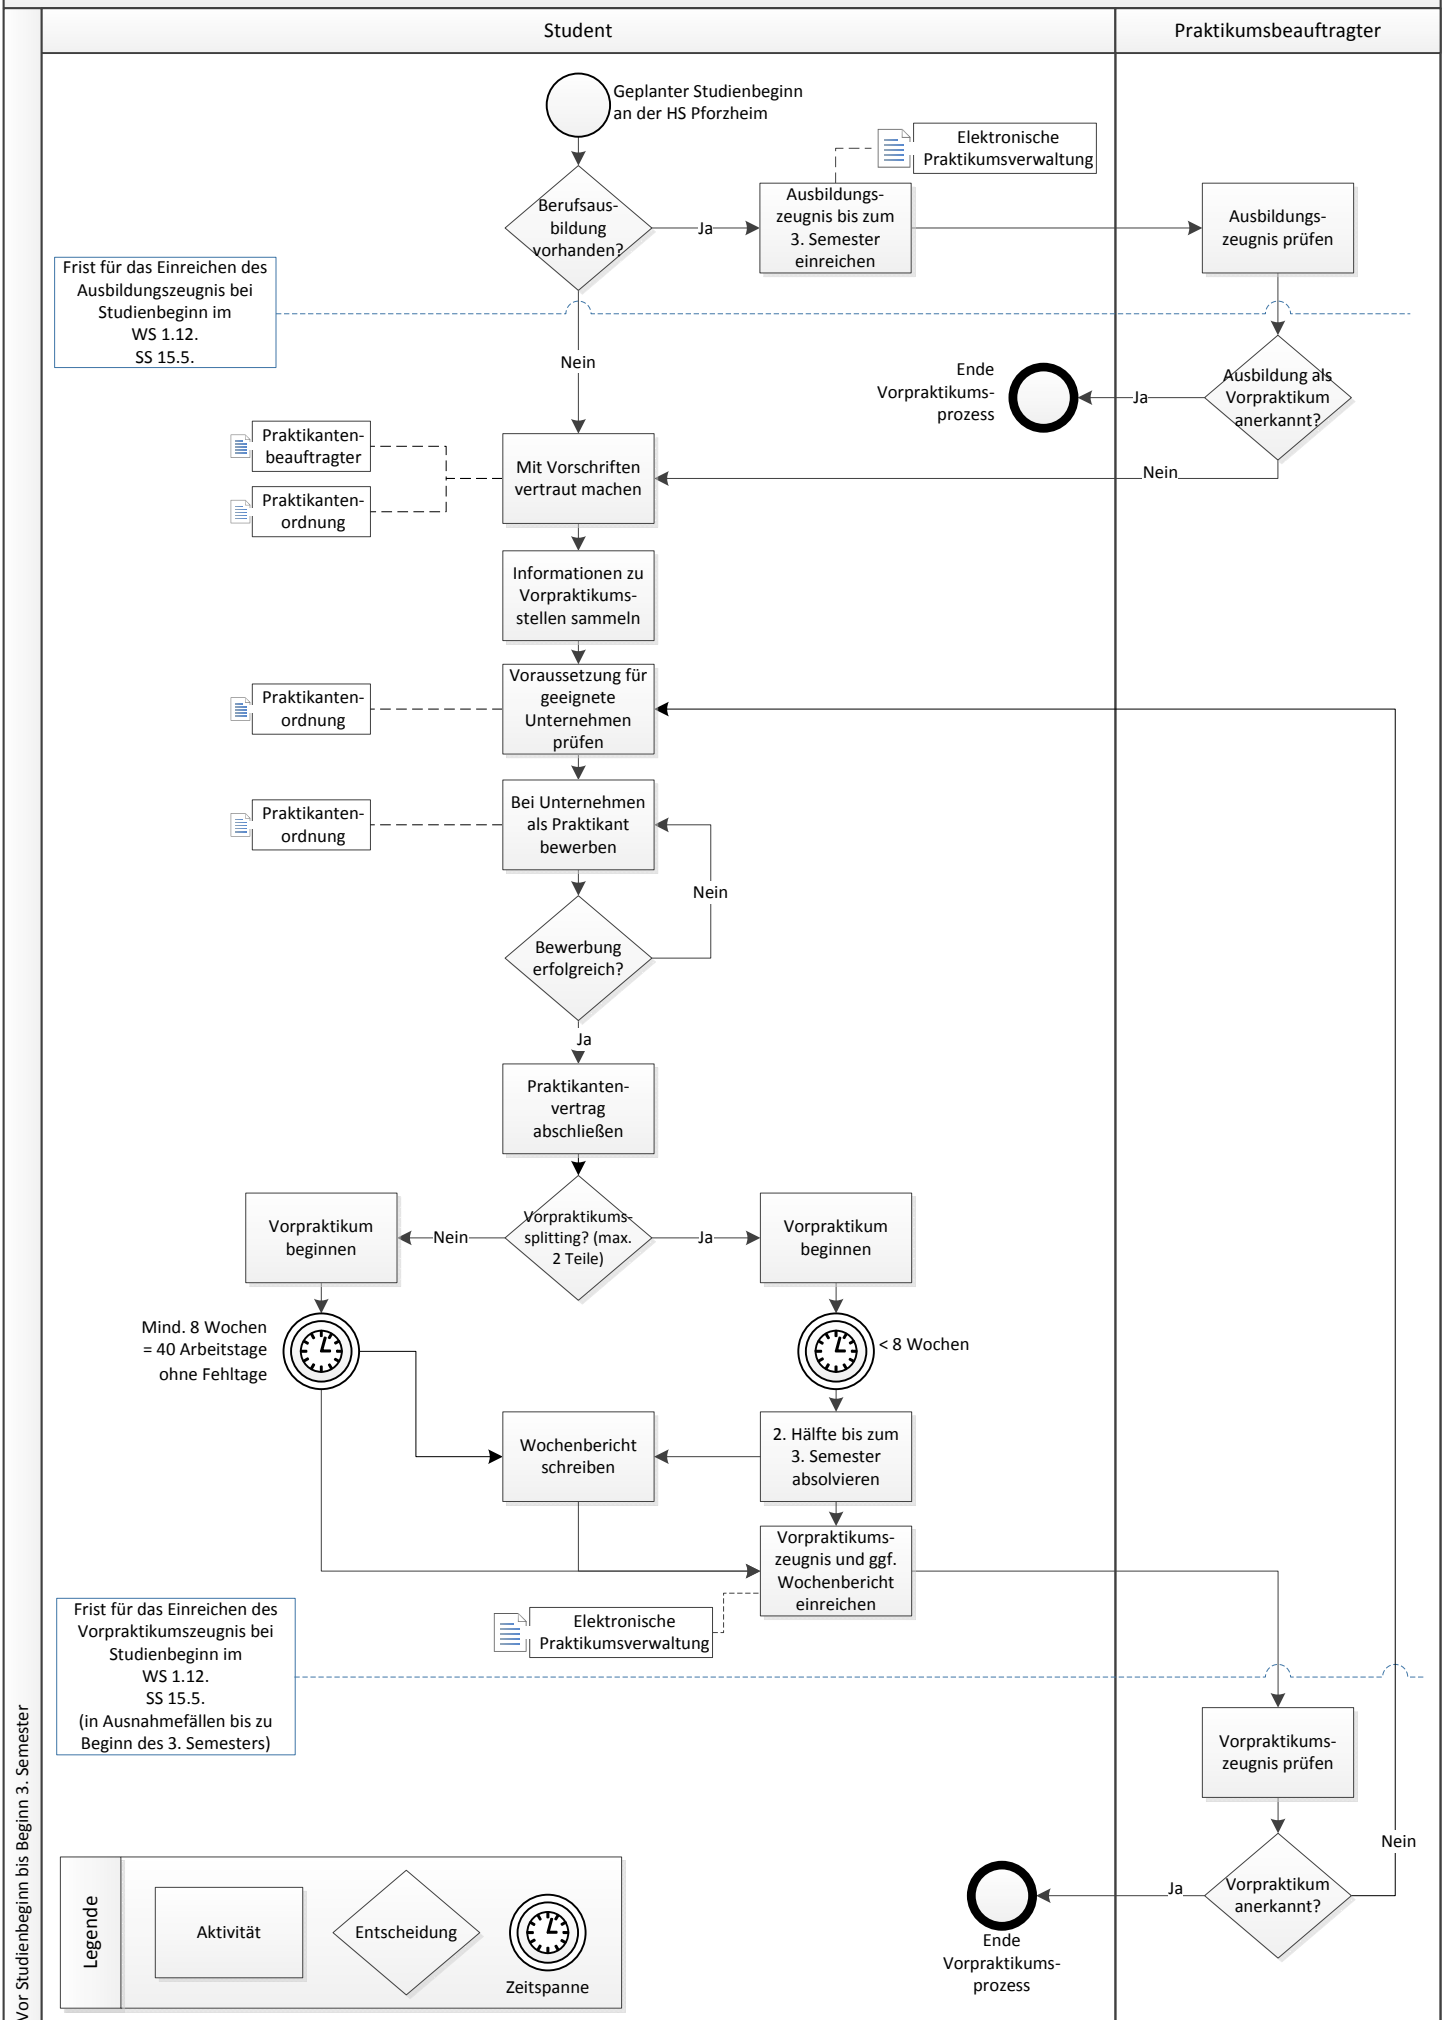 Student
Praktikumsbeauftragter
Geplanter Studienbeginn
an der HS Pforzheim
Elektronische
Praktikumsverwaltung
Berufsaus-
bildung
vorhanden?
Ja
Ausbildungs-
zeugnis bis zum
3. Semester
einreichen
Ausbildungs-
zeugnis prüfen
Frist für das Einreichen des
Ausbildungszeugnis bei
Studienbeginn im
WS 1.12.
SS 15.5.
Nein
Ende
Vorpraktikums-
prozess
Ja
Ausbildung als
Vorpraktikum
anerkannt?
Nein
Praktikanten-
beauftragter
Praktikanten-
ordnung
Mit Vorschriften
vertraut machen
Informationen zu
Vorpraktikums-
stellen sammeln
Praktikanten-
ordnung
Voraussetzung für
geeignete
Unternehmen
prüfen
Praktikanten-
ordnung
Bei Unternehmen
als Praktikant
bewerben
Nein
Bewerbung
erfolgreich?
Ja
Praktikanten-
vertrag
abschließen
Vorpraktikum
beginnen
Nein
Vorpraktikums-
splitting? (max.
2 Teile)
Ja
Vorpraktikum
beginnen
Mind. 8 Wochen
= 40 Arbeitstage
ohne Fehltage
< 8 Wochen
Wochenbericht
schreiben
2. Hälfte bis zum
3. Semester
absolvieren
Vorpraktikums-
zeugnis und ggf.
Wochenbericht
einreichen
Elektronische
Praktikumsverwaltung
Frist für das Einreichen des
Vorpraktikumszeugnis bei
Studienbeginn im
WS 1.12.
SS 15.5.
(in Ausnahmefällen bis zu
Beginn des 3. Semesters)
Vorpraktikums-
zeugnis prüfen
Nein
Ja
Vorpraktikum
anerkannt?
Ende
Vorpraktikums-
prozess
Vor Studienbeginn bis Beginn 3. Semester
Legende
Aktivität
Entscheidung
Zeitspanne